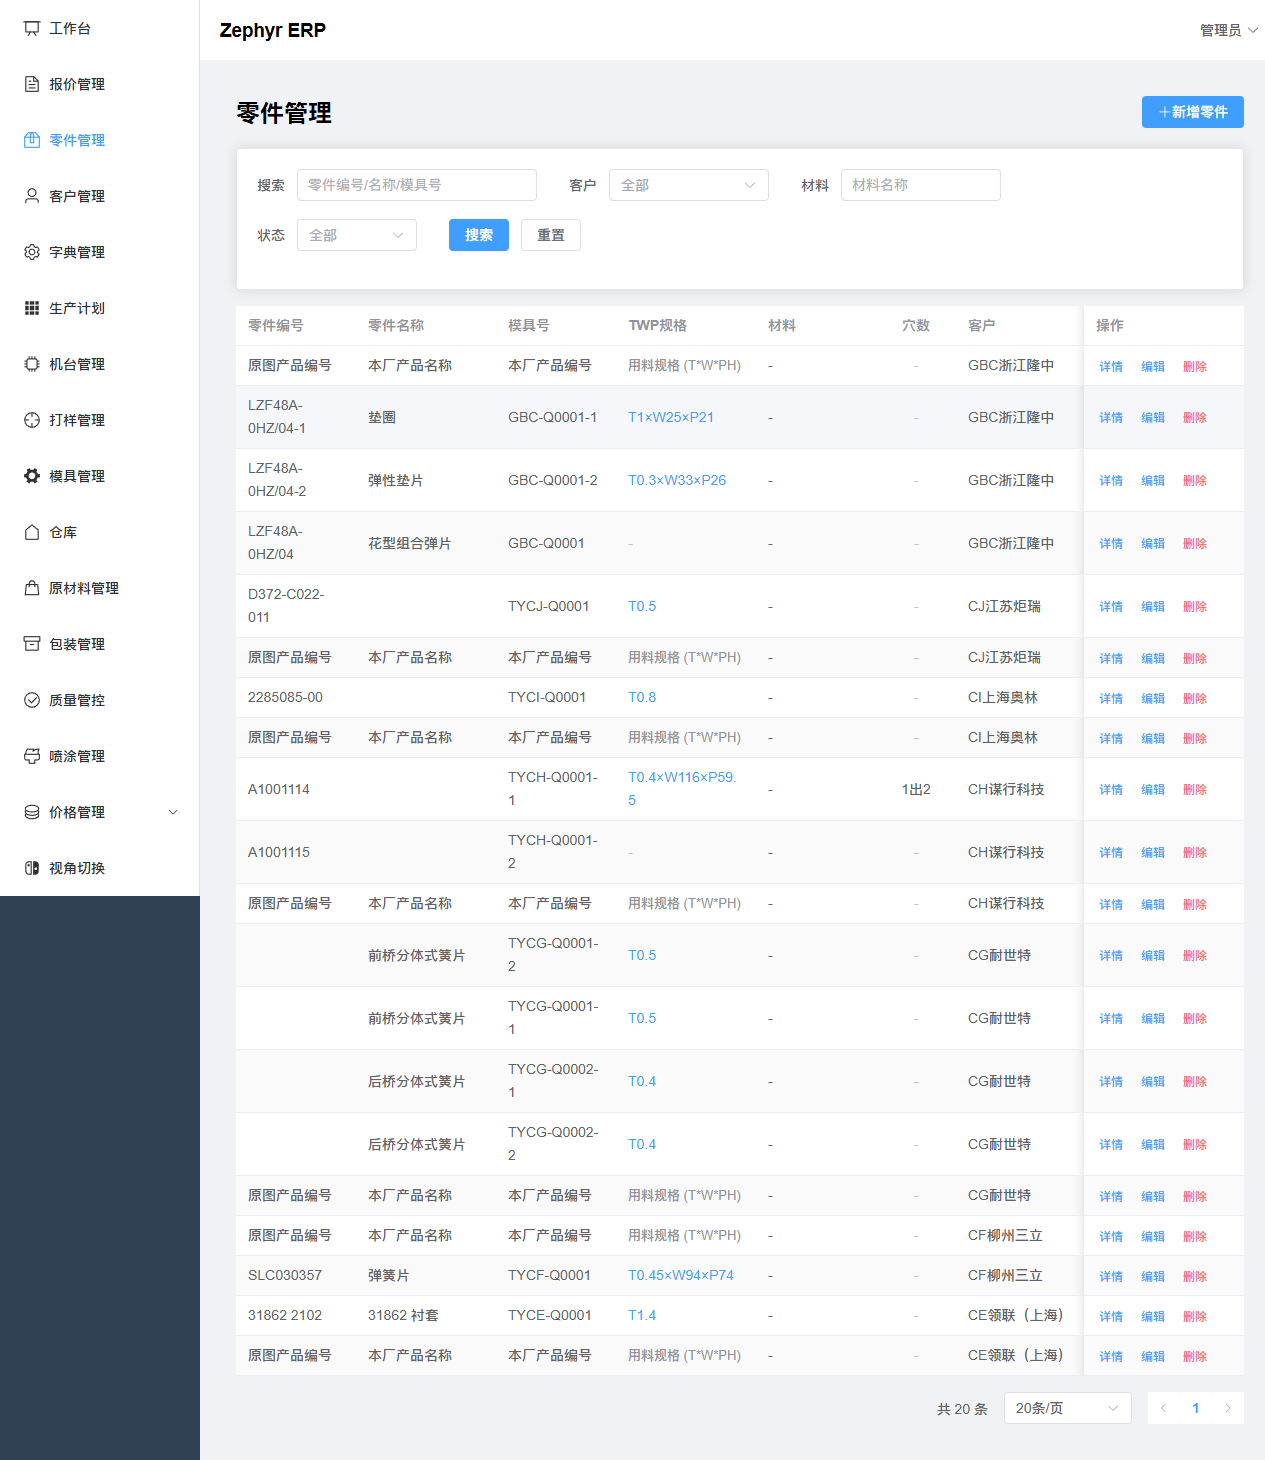 工作台
报价管理
零件管理
客户管理
字典管理
生产计划
机台管理
打样管理
模具管理
仓库
原材料管理
包装管理
质量管控
喷涂管理
价格管理
视角切换
Zephyr ERP
管理员
零件管理
新增零件
搜索 零件编号/名称/模具号 客户 全部 材料 材料名称
状态 全部 搜索 重置
零件编号 零件名称 模具号 TWP规格 材料 穴数 客户 操作
原图产品编号 本厂产品名称 本厂产品编号 用料规格 (T*W*PH) - - GBC浙江隆中 详情 编辑 删除
LZF48A-
0HZ/04-1 垫圈 GBC-Q0001-1 T1×W25×P21 - - GBC浙江隆中 详情 编辑 删除
LZF48A-
0HZ/04-2 弹性垫片 GBC-Q0001-2 T0.3×W33×P26 - - GBC浙江隆中 详情 编辑 删除
LZF48A-
0HZ/04 花型组合弹片 GBC-Q0001 - - - GBC浙江隆中 详情 编辑 删除
D372-C022-
011 TYCJ-Q0001 T0.5 - - CJ江苏炬瑞 详情 编辑 删除
原图产品编号 本厂产品名称 本厂产品编号 用料规格 (T*W*PH) - - CJ江苏炬瑞 详情 编辑 删除
2285085-00 TYCI-Q0001 T0.8 - - CI上海奥林 详情 编辑 删除
原图产品编号 本厂产品名称 本厂产品编号 用料规格 (T*W*PH) - - CI上海奥林 详情 编辑 删除
A1001114 TYCH-Q0001-
1 T0.4×W116×P59.
5 - 1出2 CH谋行科技 详情 编辑 删除
A1001115 TYCH-Q0001-
2 - - - CH谋行科技 详情 编辑 删除
原图产品编号 本厂产品名称 本厂产品编号 用料规格 (T*W*PH) - - CH谋行科技 详情 编辑 删除
前桥分体式簧片 TYCG-Q0001-
2 T0.5 - - CG耐世特 详情 编辑 删除
前桥分体式簧片 TYCG-Q0001-
1 T0.5 - - CG耐世特 详情 编辑 删除
后桥分体式簧片 TYCG-Q0002-
1 T0.4 - - CG耐世特 详情 编辑 删除
后桥分体式簧片 TYCG-Q0002-
2 T0.4 - - CG耐世特 详情 编辑 删除
原图产品编号 本厂产品名称 本厂产品编号 用料规格 (T*W*PH) - - CG耐世特 详情 编辑 删除
原图产品编号 本厂产品名称 本厂产品编号 用料规格 (T*W*PH) - - CF柳州三立 详情 编辑 删除
SLC030357 弹簧片 TYCF-Q0001 T0.45×W94×P74 - - CF柳州三立 详情 编辑 删除
31862 2102 31862 衬套 TYCE-Q0001 T1.4 - - CE领联（上海） 详情 编辑 删除
原图产品编号 本厂产品名称 本厂产品编号 用料规格 (T*W*PH) - - CE领联（上海） 详情 编辑 删除
共 20 条 20条/页 1